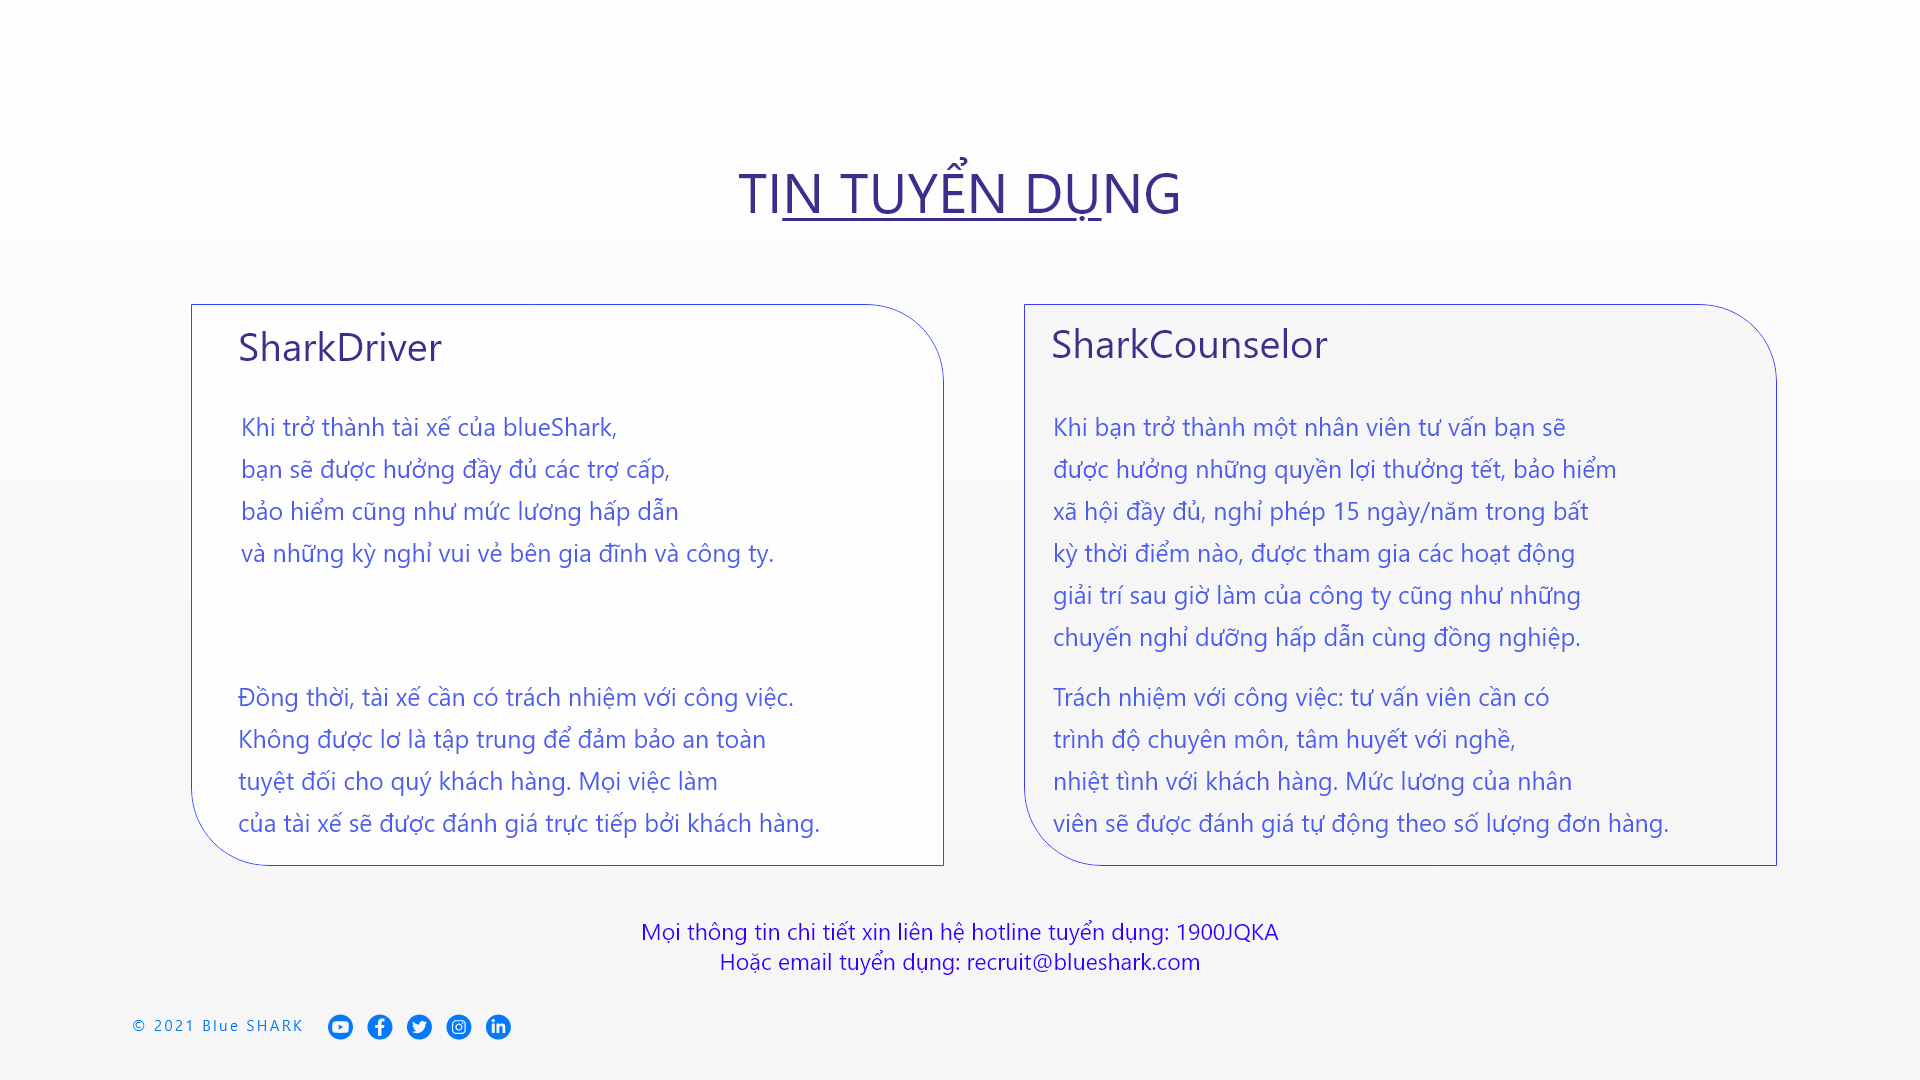 TIN TUYỂN DỤNG
SharkDriver
Khi trở thành tài xế của blueShark,
bạn sẽ được hưởng đầy đủ các trợ cấp,
bảo hiểm cũng như mức lương hấp dẫn
và những kỳ nghỉ vui vẻ bên gia đĩnh và công ty.
Đồng thời, tài xế cần có trách nhiệm với công việc.
Không được lơ là tập trung để đảm bảo an toàn
tuyệt đối cho quý khách hàng. Mọi việc làm
của tài xế sẽ được đánh giá trực tiếp bởi khách hàng.
SharkCounselor
Khi bạn trở thành một nhân viên tư vấn bạn sẽ
được hưởng những quyền lợi thưởng tết, bảo hiểm
xã hội đầy đủ, nghỉ phép 15 ngày/năm trong bất
kỳ thời điểm nào, được tham gia các hoạt động
giải trí sau giờ làm của công ty cũng như những
chuyến nghỉ dưỡng hấp dẫn cùng đồng nghiệp.
Trách nhiệm với công việc: tư vấn viên cần có
trình độ chuyên môn, tâm huyết với nghề,
nhiệt tình với khách hàng. Mức lương của nhân
viên sẽ được đánh giá tự động theo số lượng đơn hàng.
Mọi thông tin chi tiết xin liên hệ hotline tuyển dụng: 1900JQKA
Hoặc email tuyển dụng: recruit@blueshark.com
© 2021 Blue SHARK